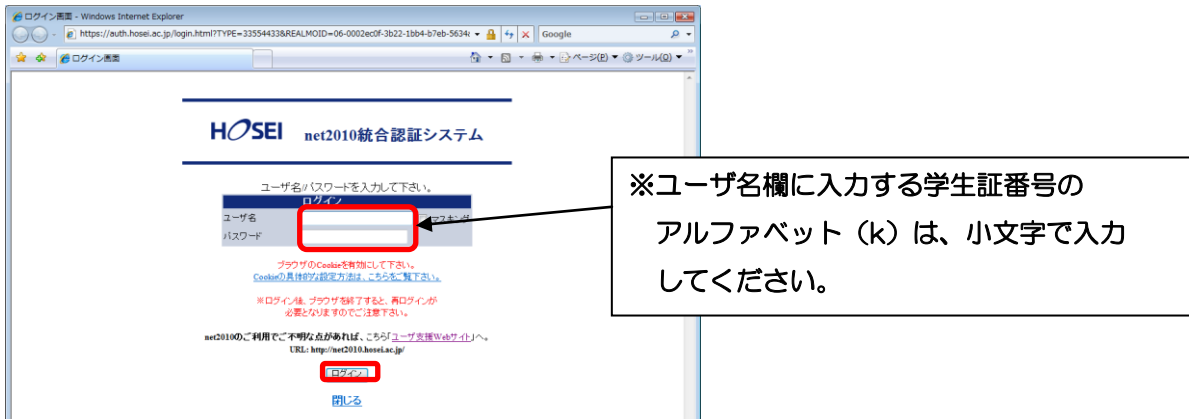 ログイン画面 - Windows Internet Explorer
https://auth.hosei.ac.jp/login.html?TYPE=33554433&REALMOID=06-0002ec0f-3b22-1bb4-b7eb-5634
Google
ログイン画面
ページ(P) ツール(O)
HOSEI net2010統合認証システム
ユーザ名/パスワードを入力して下さい。
ログイン
ユーザ名
マスキング
パスワード
ブラウザのCookieを有効にして下さい。
Cookieの具体的な設定方法は、こちらをご覧下さい。
※ログイン後、ブラウザを終了すると、再ログインが
必要となりますのでご注意下さい。
net2010のご利用でご不明な点があれば、こちら「ユーザ支援Webサイト」へ。
URL: http://net2010.hosei.ac.jp/
ログイン
閉じる
※ユーザ名欄に入力する学生証番号の
アルファベット（k）は、小文字で入力
してください。